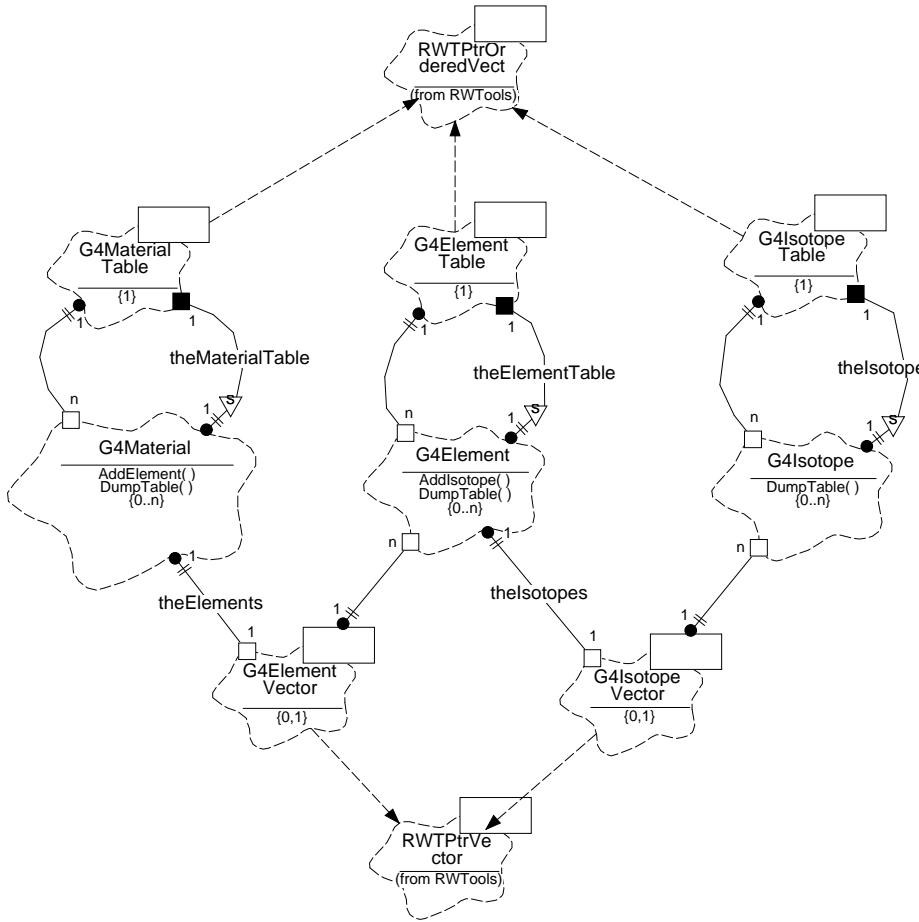 RWTPtrOr
deredVect
(from RWTools)
G4Material
Table
{1}
G4Element
Table
{1}
G4Isotope
Table
{1}
1
1
1
1
1
1
theMaterialTable
theElementTable
theIsotope
n
1
S
n
1
S
n
1
S
G4Material
AddElement( )
DumpTable( )
{0..n}
G4Element
AddIsotope( )
DumpTable( )
{0..n}
G4Isotope
DumpTable( )
{0..n}
1
n
1
n
theElements
theIsotopes
1
1
1
1
G4Element
Vector
{0,1}
G4Isotope
Vector
{0,1}
RWTPtrVe
ctor
(from RWTools)